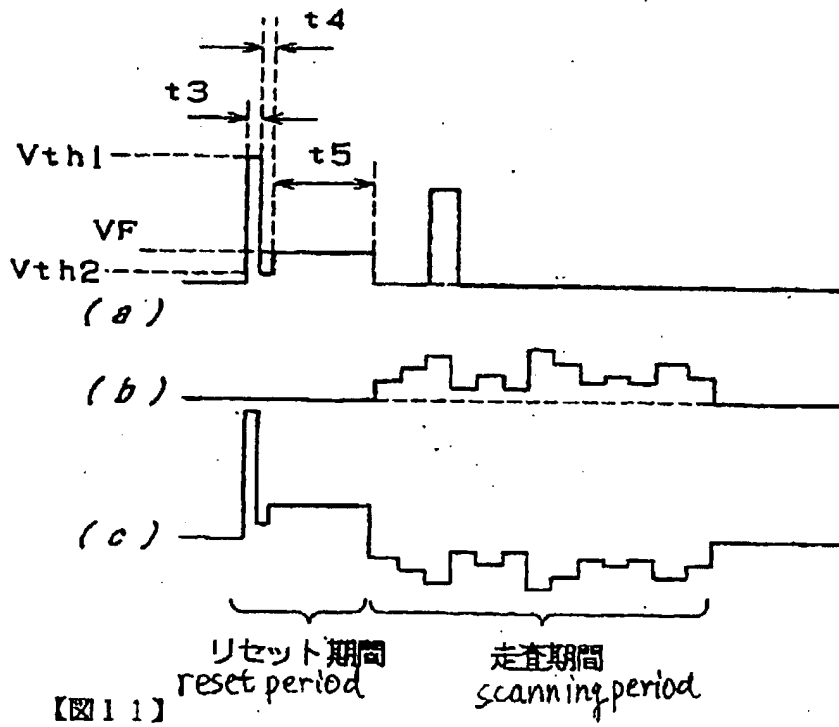 t4
t3
Vth1
t5
VF
Vth2
(a)
(b)
(c)
リセット期間
走査期間
reset period
scanning period
【図11】